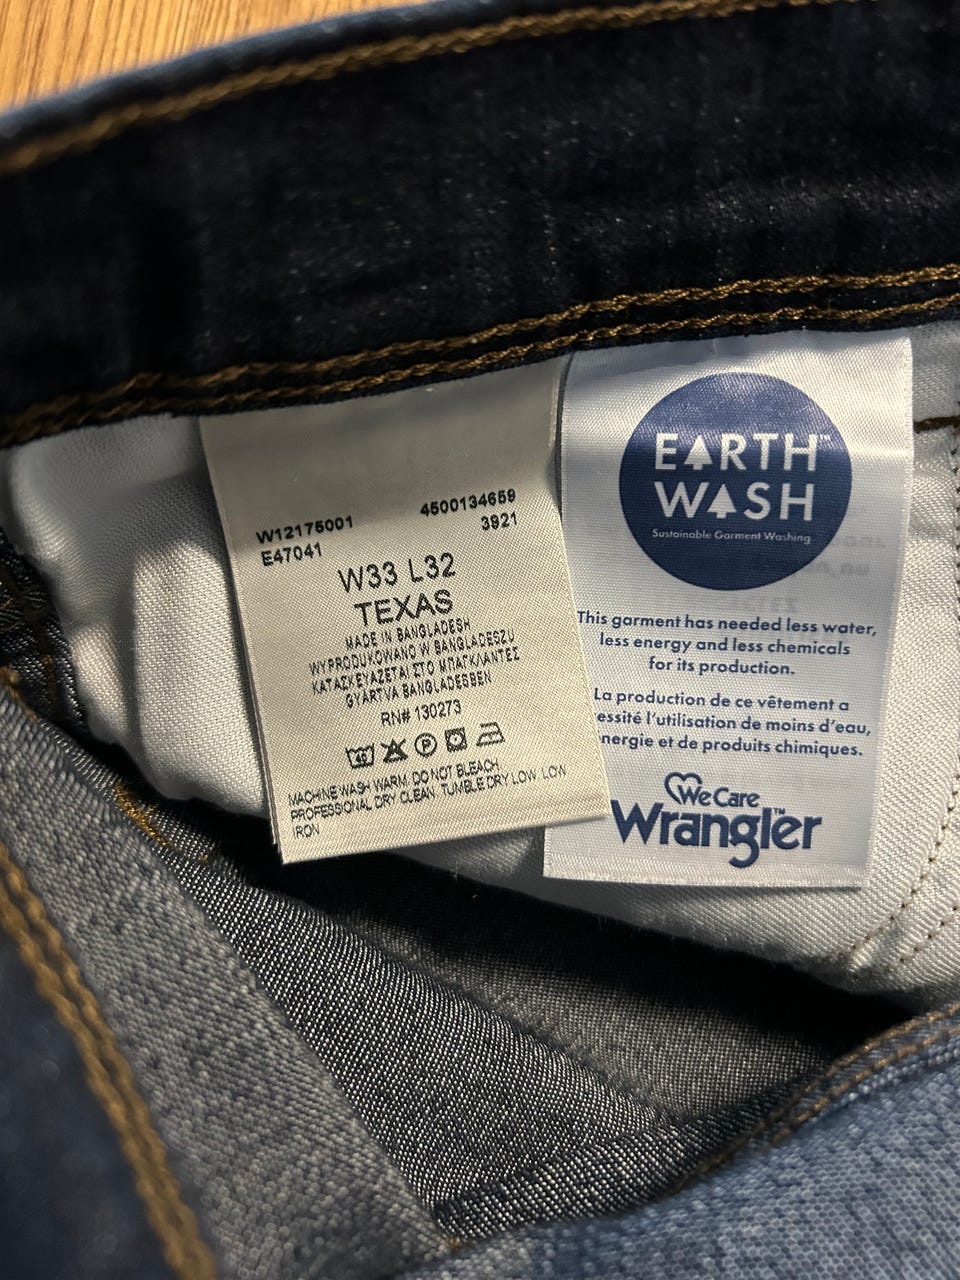 W12175001
E47041
4500134659
3921
W33 L32
TEXAS
MADE IN BANGLADESH
WYPRODUKOWANO W BANGLADESZU
ΚΑΤΑΣΚΕΥΑΖΕΤΑΙ ΣΤΟ ΜΠΑΓΚΛΑΝΤΕΣ
GYÁRTVA BANGLADESBEN
RN# 130273
40 P
MACHINE WASH WARM DO NOT BLEACH
PROFESSIONAL DRY CLEAN TUMBLE DRY LOW LOW
IRON
EARTH™
WASH
Sustainable Garment Washing
This garment has needed less water,
less energy and less chemicals
for its production.
La production de ce vêtement a
essité l'utilisation de moins d'eau,
nergie et de produits chimiques.
We Care
Wrangler™